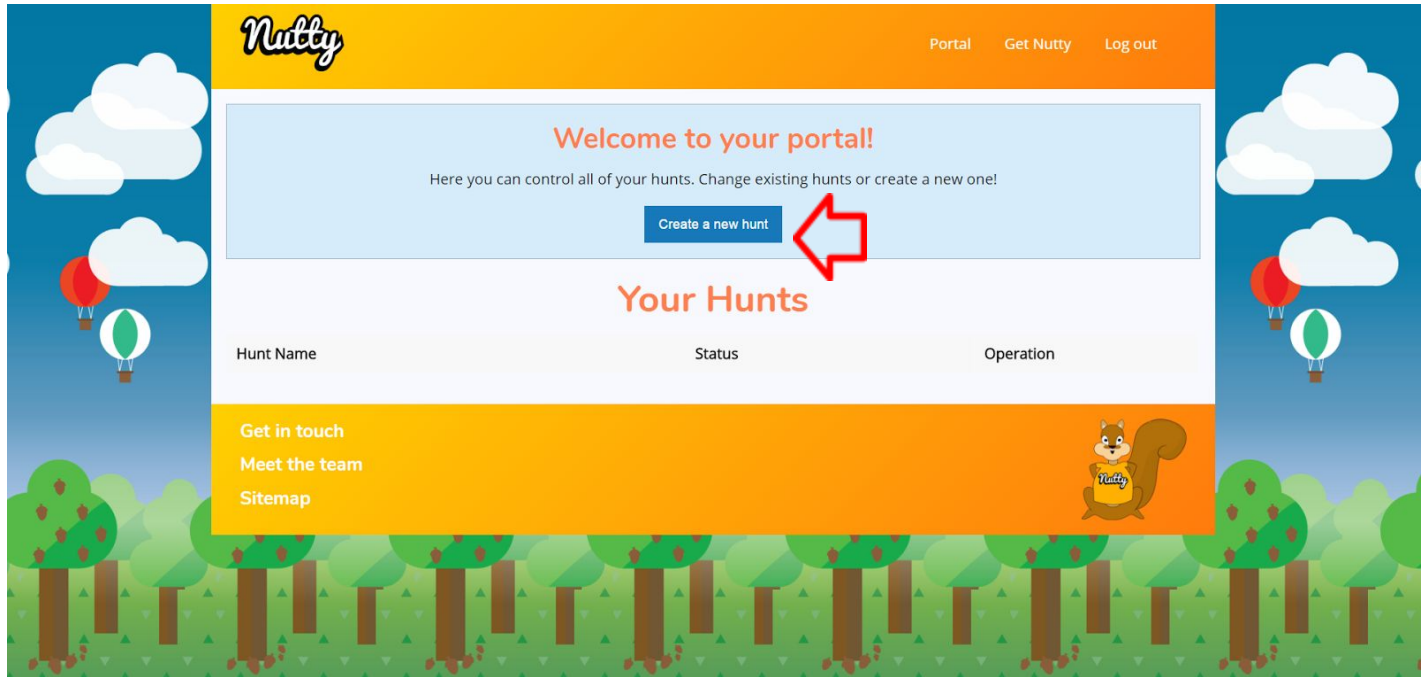 Nutty
Portal Get Nutty Log out
Welcome to your portal!
Here you can control all of your hunts. Change existing hunts or create a new one!
Create a new hunt
Your Hunts
Hunt Name Status Operation
Get in touch
Meet the team
Sitemap
Nutty